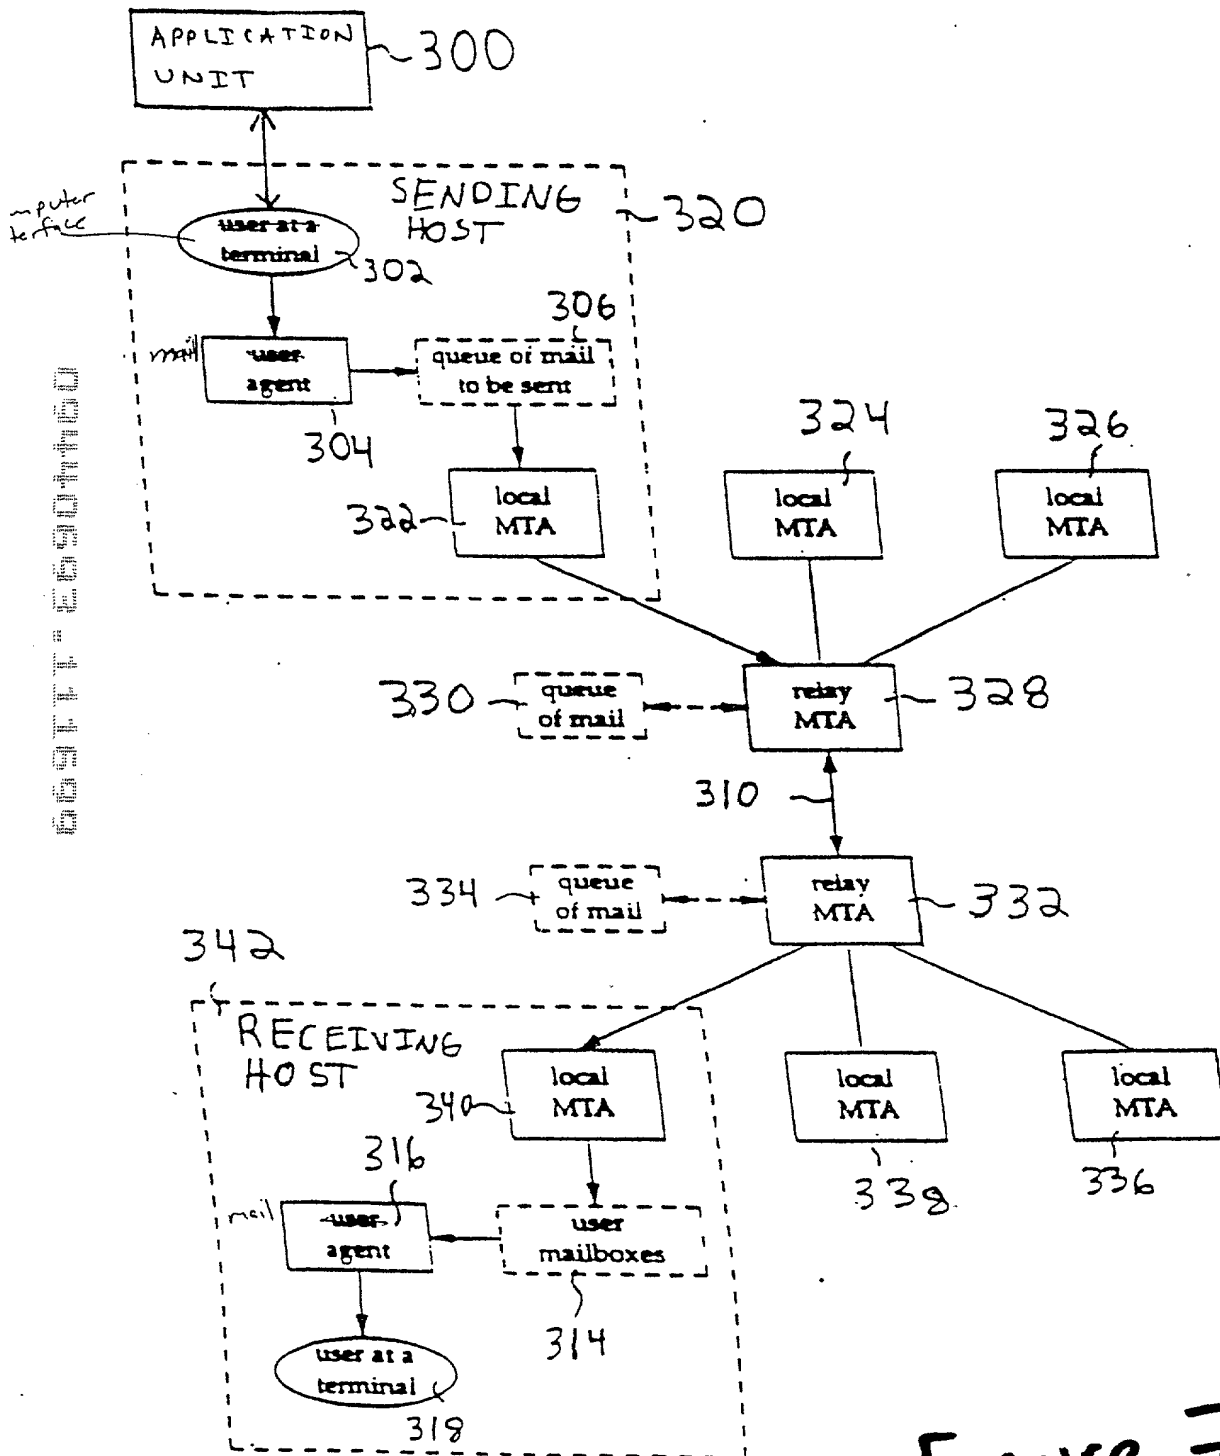 APPLICATION
UNIT
300
SENDING
HOST
320
user at a
terminal
302
306
mail
user
agent
queue of mail
to be sent
304
324
326
322
local
MTA
local
MTA
local
MTA
330
queue
of mail
relay
MTA
328
310
334
queue
of mail
relay
MTA
332
342
RECEIVING
HOST
340
local
MTA
local
MTA
local
MTA
316
338
336
mail
user
agent
user
mailboxes
314
user at a
terminal
318
Figure